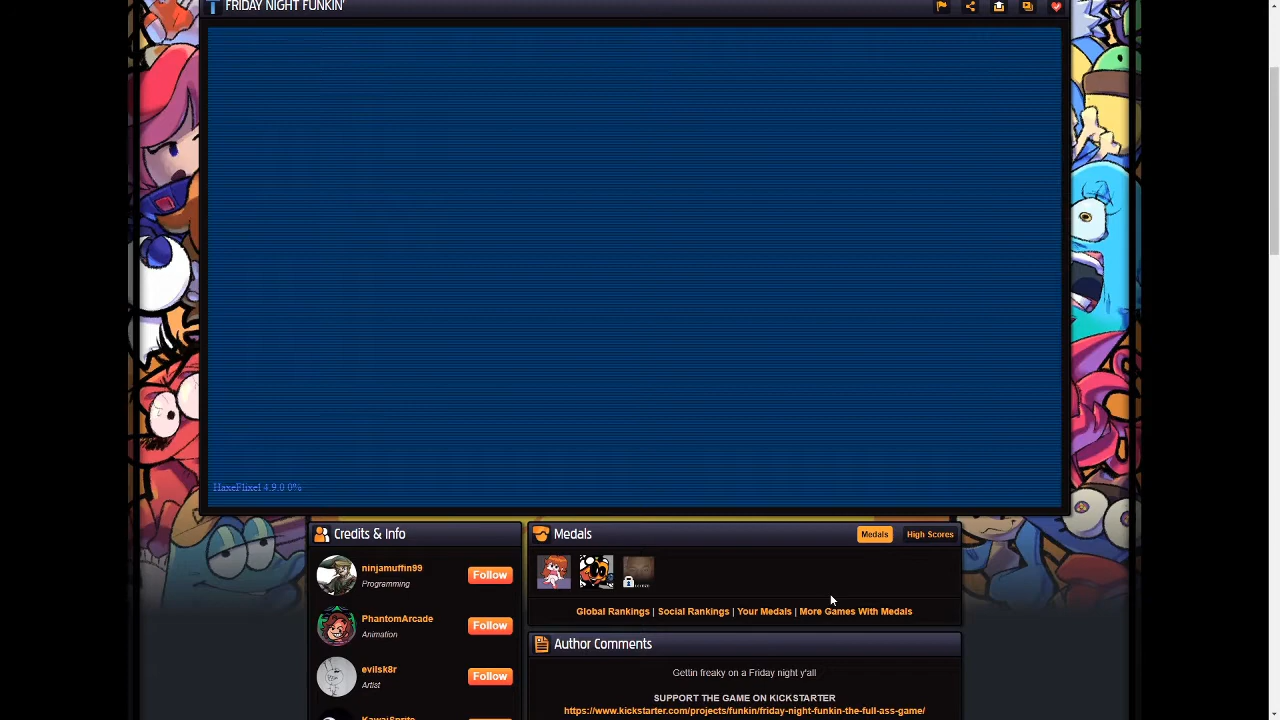 FRIDAY NIGHT FUNKIN'
HaxeFlixel 4.9.0 0%
Credits & Info
Medals
Medals
High Scores
ninjamuffin99
Programming
Follow
PhantomArcade
Animation
Follow
evilsk8r
Artist
Follow
KawaiSprite
Global Rankings | Social Rankings | Your Medals | More Games With Medals
Author Comments
Gettin freaky on a Friday night y'all
SUPPORT THE GAME ON KICKSTARTER
https://www.kickstarter.com/projects/funkin/friday-night-funkin-the-full-ass-game/